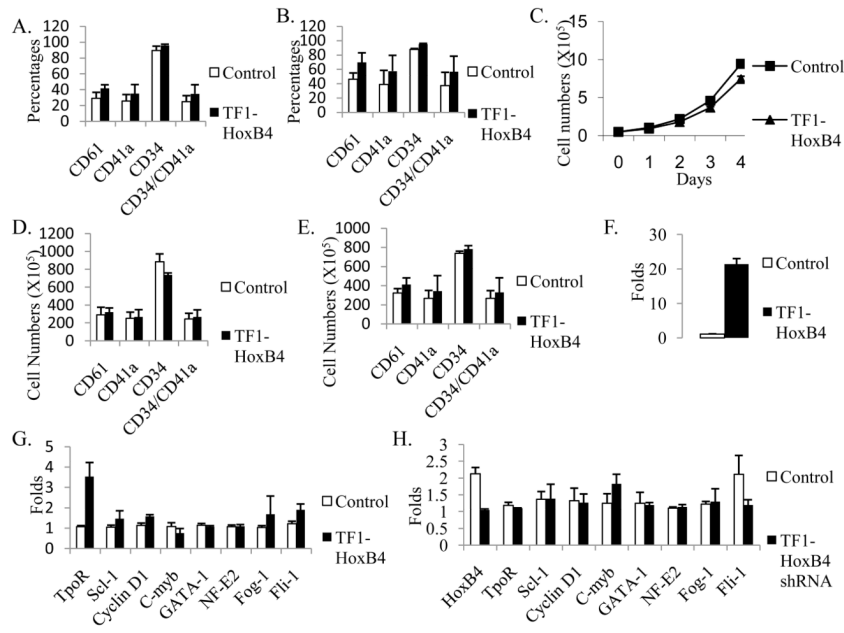 A.
Percentages
120
100
80
60
40
20
0
CD61
CD41a
CD34
CD34/CD41a
Control
TF1-
HoxB4
B.
Percentages
120
100
80
60
40
20
0
CD61
CD41a
CD34
CD34/CD41a
Control
TF1-
HoxB4
C.
Cell numbers (X10⁵)
15
10
5
0
0 1 2 3 4
Days
Control
TF1-
HoxB4
D.
Cell Numbers (X10⁵)
1200
1000
800
600
400
200
0
CD61
CD41a
CD34
CD34/CD41a
Control
TF1-
HoxB4
E.
Cell Numbers (X10⁵)
1000
800
600
400
200
0
CD61
CD41a
CD34
CD34/CD41a
Control
TF1-
HoxB4
F.
Folds
30
20
10
0
Control
TF1-
HoxB4
G.
Folds
5
4
3
2
1
0
TpoR
Scl-1
Cyclin D1
C-myb
GATA-1
NF-E2
Fog-1
Fli-1
Control
TF1-
HoxB4
H.
Folds
3
2.5
2
1.5
1
0.5
0
HoxB4
TpoR
Scl-1
Cyclin D1
C-myb
GATA-1
NF-E2
Fog-1
Fli-1
Control
TF1-
HoxB4
shRNA